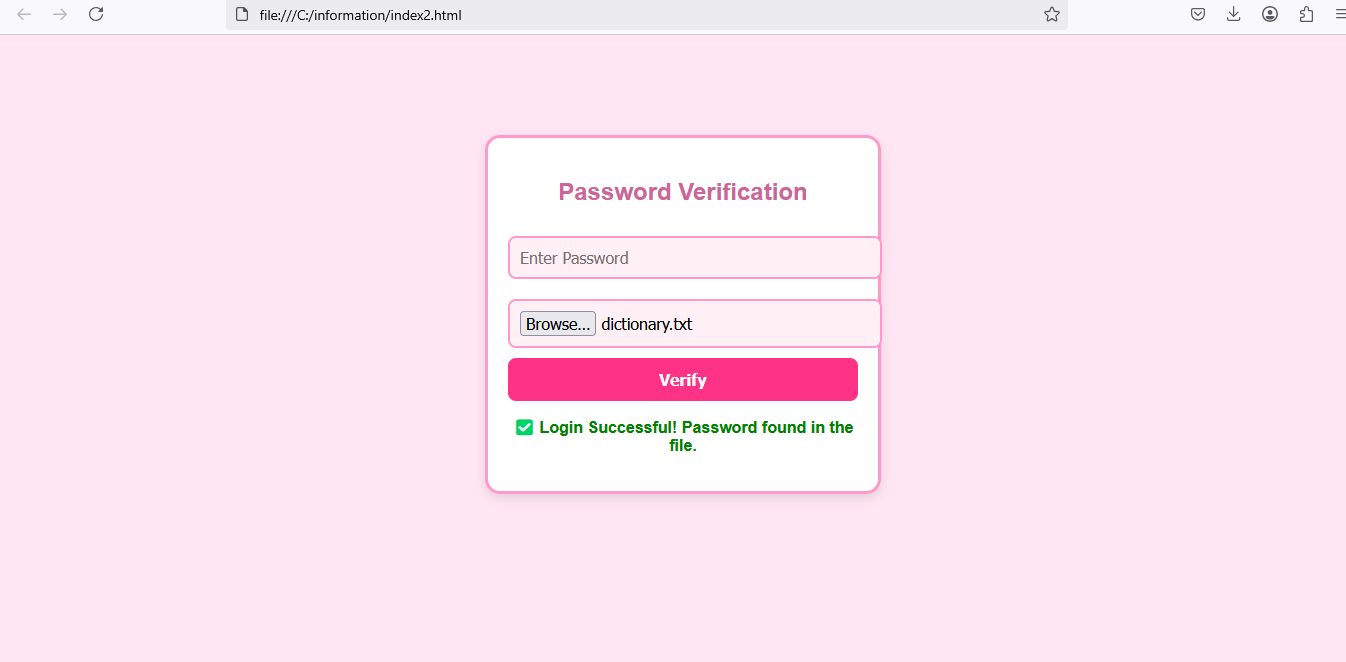 file:///C:/information/index2.html
Password Verification
Enter Password
Browse... dictionary.txt
Verify
✅ Login Successful! Password found in the
file.